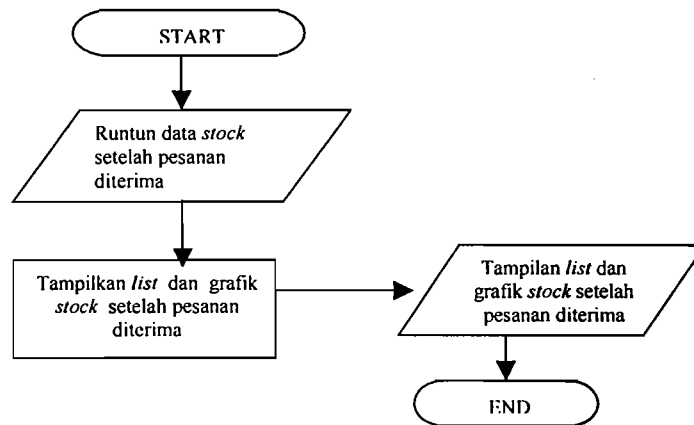 START
Runtun data stock
setelah pesanan
diterima
Tampilkan list dan grafik
stock setelah pesanan
diterima
Tampilan list dan
grafik stock setelah
pesanan diterima
END